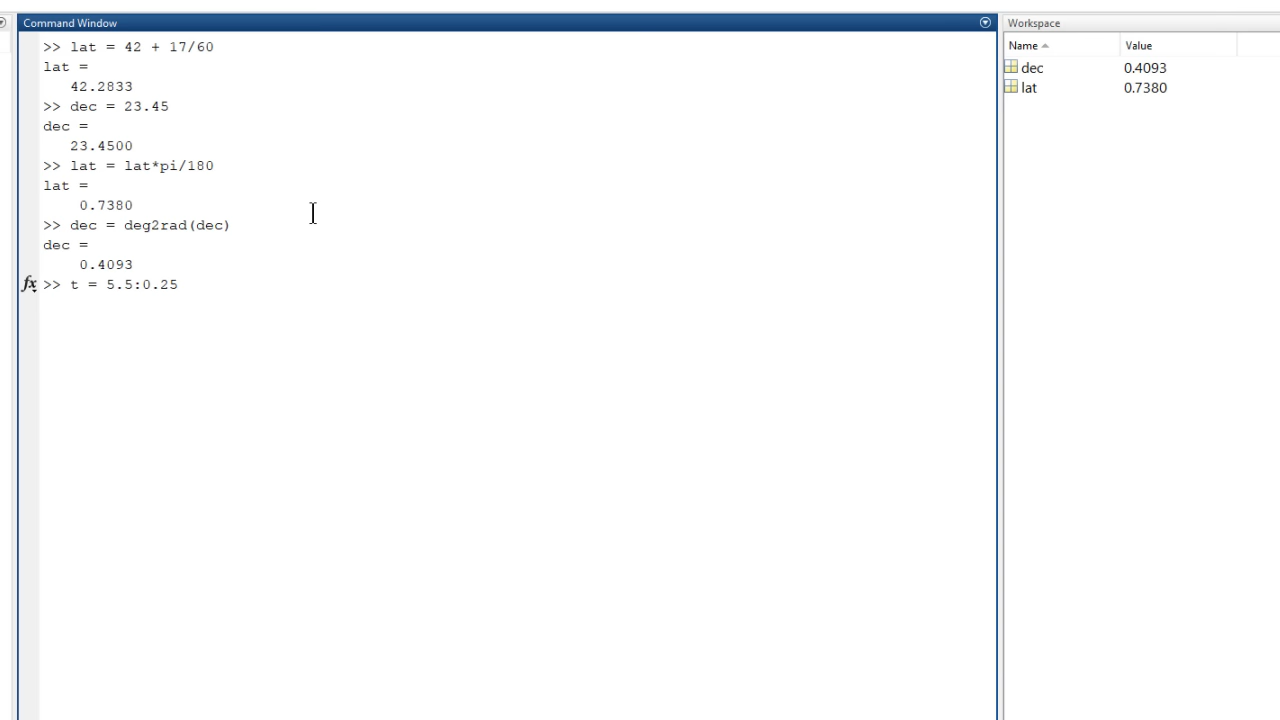 Command Window
>> lat = 42 + 17/60
lat =
42.2833
>> dec = 23.45
dec =
23.4500
>> lat = lat*pi/180
lat =
0.7380
>> dec = deg2rad(dec)
dec =
0.4093
fx >> t = 5.5:0.25
Workspace
Name Value
dec 0.4093
lat 0.7380